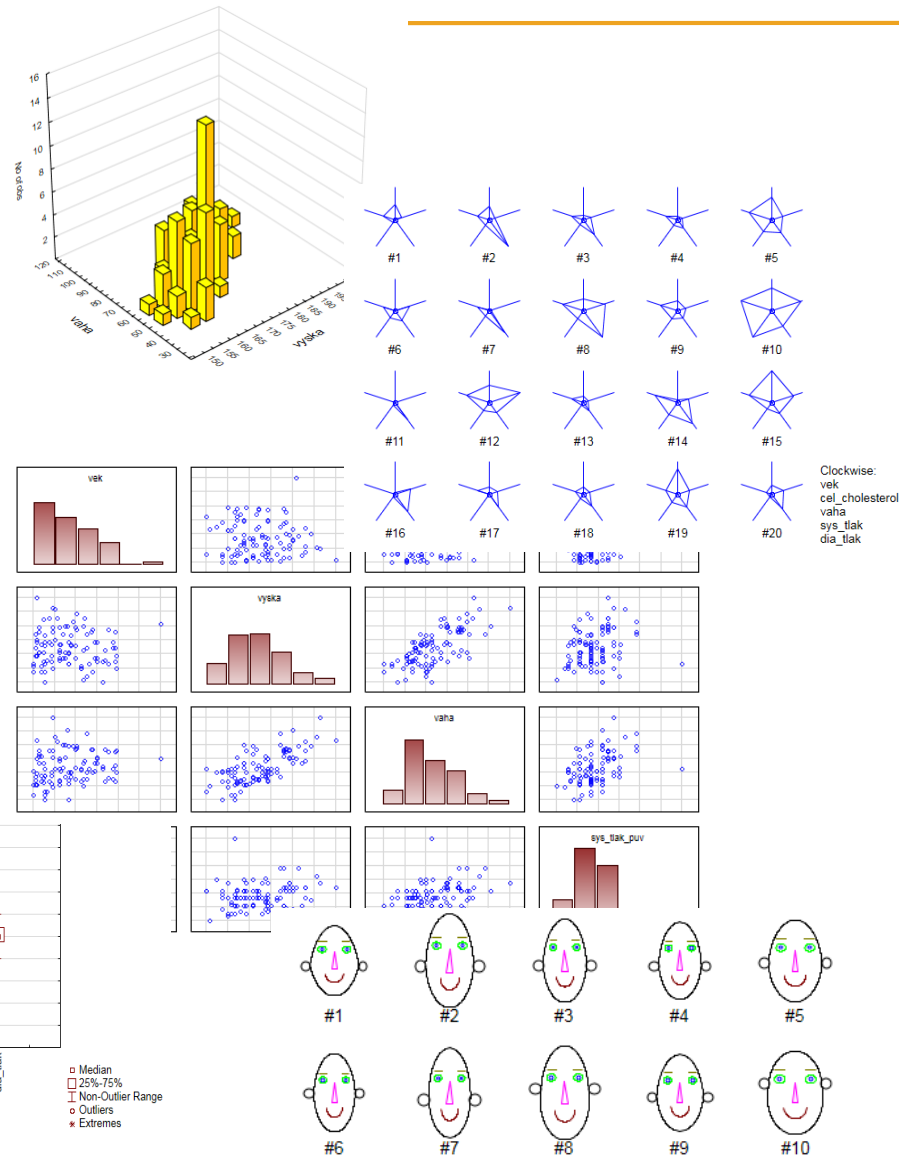 16
14
12
10
8
6
4
2
No of obs
120
110
100
90
80
70
60
50
40
30
vaha
150
155
160
165
170
175
180
185
190
vyska
#1 #2 #3 #4 #5
#6 #7 #8 #9 #10
#11 #12 #13 #14 #15
#16 #17 #18 #19 #20
Clockwise:
vek
cel_cholesterol
vaha
sys_tlak
dia_tlak
vek
vyska
vaha
sys_tlak_puv
Median
25%-75%
Non-Outlier Range
Outliers
Extremes
#1 #2 #3 #4 #5
#6 #7 #8 #9 #10